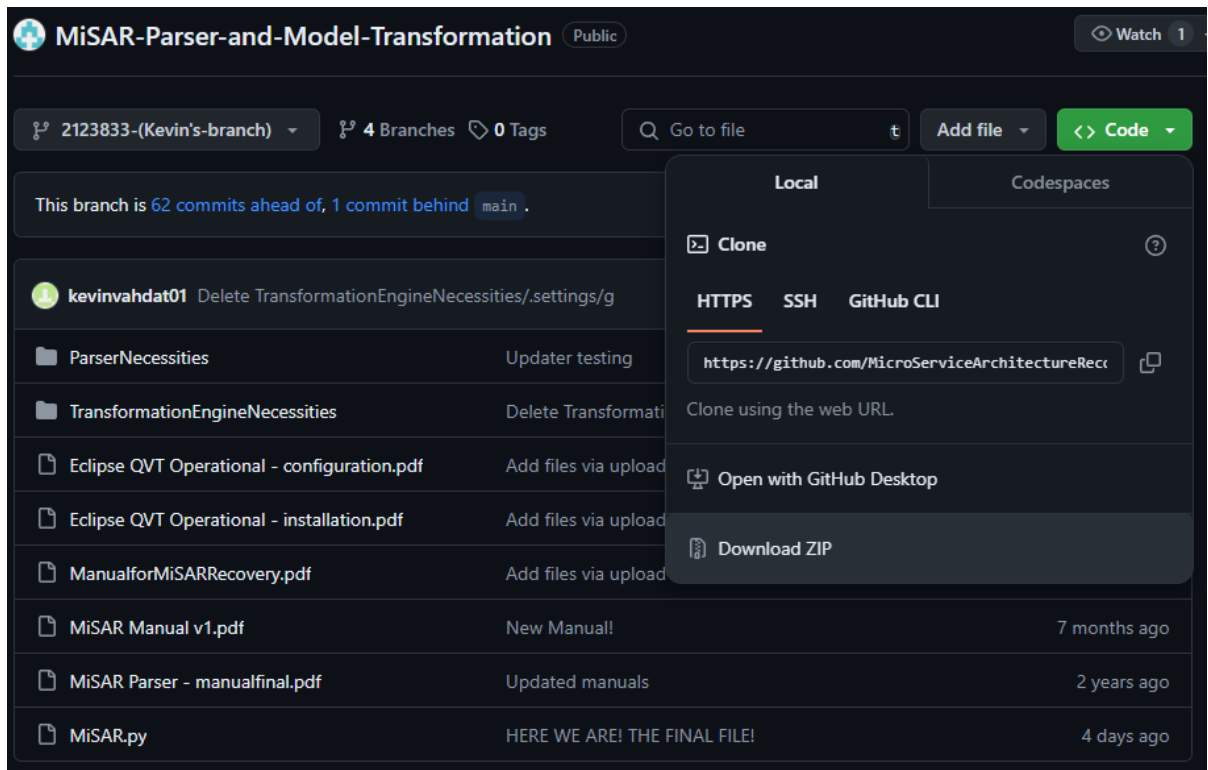 MiSAR-Parser-and-Model-Transformation Public Watch 1
2123833-(Kevin's-branch) 4 Branches 0 Tags Go to file t Add file Code
Local Codespaces
This branch is 62 commits ahead of, 1 commit behind main .
Clone
kevinvahdat01 Delete TransformationEngineNecessities/.settings/g
HTTPS SSH GitHub CLI
ParserNecessities Updater testing
https://github.com/MicroServiceArchitectureRecc
TransformationEngineNecessities Delete Transformati
Clone using the web URL.
Eclipse QVT Operational - configuration.pdf Add files via upload
Open with GitHub Desktop
Eclipse QVT Operational - installation.pdf Add files via upload
Download ZIP
ManualforMiSARRecovery.pdf Add files via upload
MiSAR Manual v1.pdf New Manual! 7 months ago
MiSAR Parser - manualfinal.pdf Updated manuals 2 years ago
MiSAR.py HERE WE ARE! THE FINAL FILE! 4 days ago